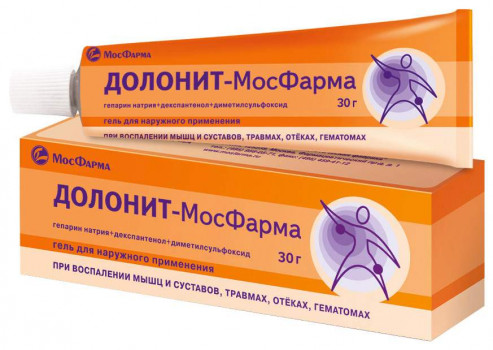 МосФарма
ДОЛОНИТ-МосФарма
гепарин натрия+декспантенол+диметилсульфоксид
30 г
гель для наружного применения
ПРИ ВОСПАЛЕНИИ МЫШЦ И СУСТАВОВ, ТРАВМАХ, ОТЁКАХ, ГЕМАТОМАХ
МосФарма
ДОЛОНИТ-МосФарма
гепарин натрия+декспантенол+диметилсульфоксид
30 г
гель для наружного применения
ПРИ ВОСПАЛЕНИИ МЫШЦ И СУСТАВОВ, ТРАВМАХ, ОТЁКАХ, ГЕМАТОМАХ